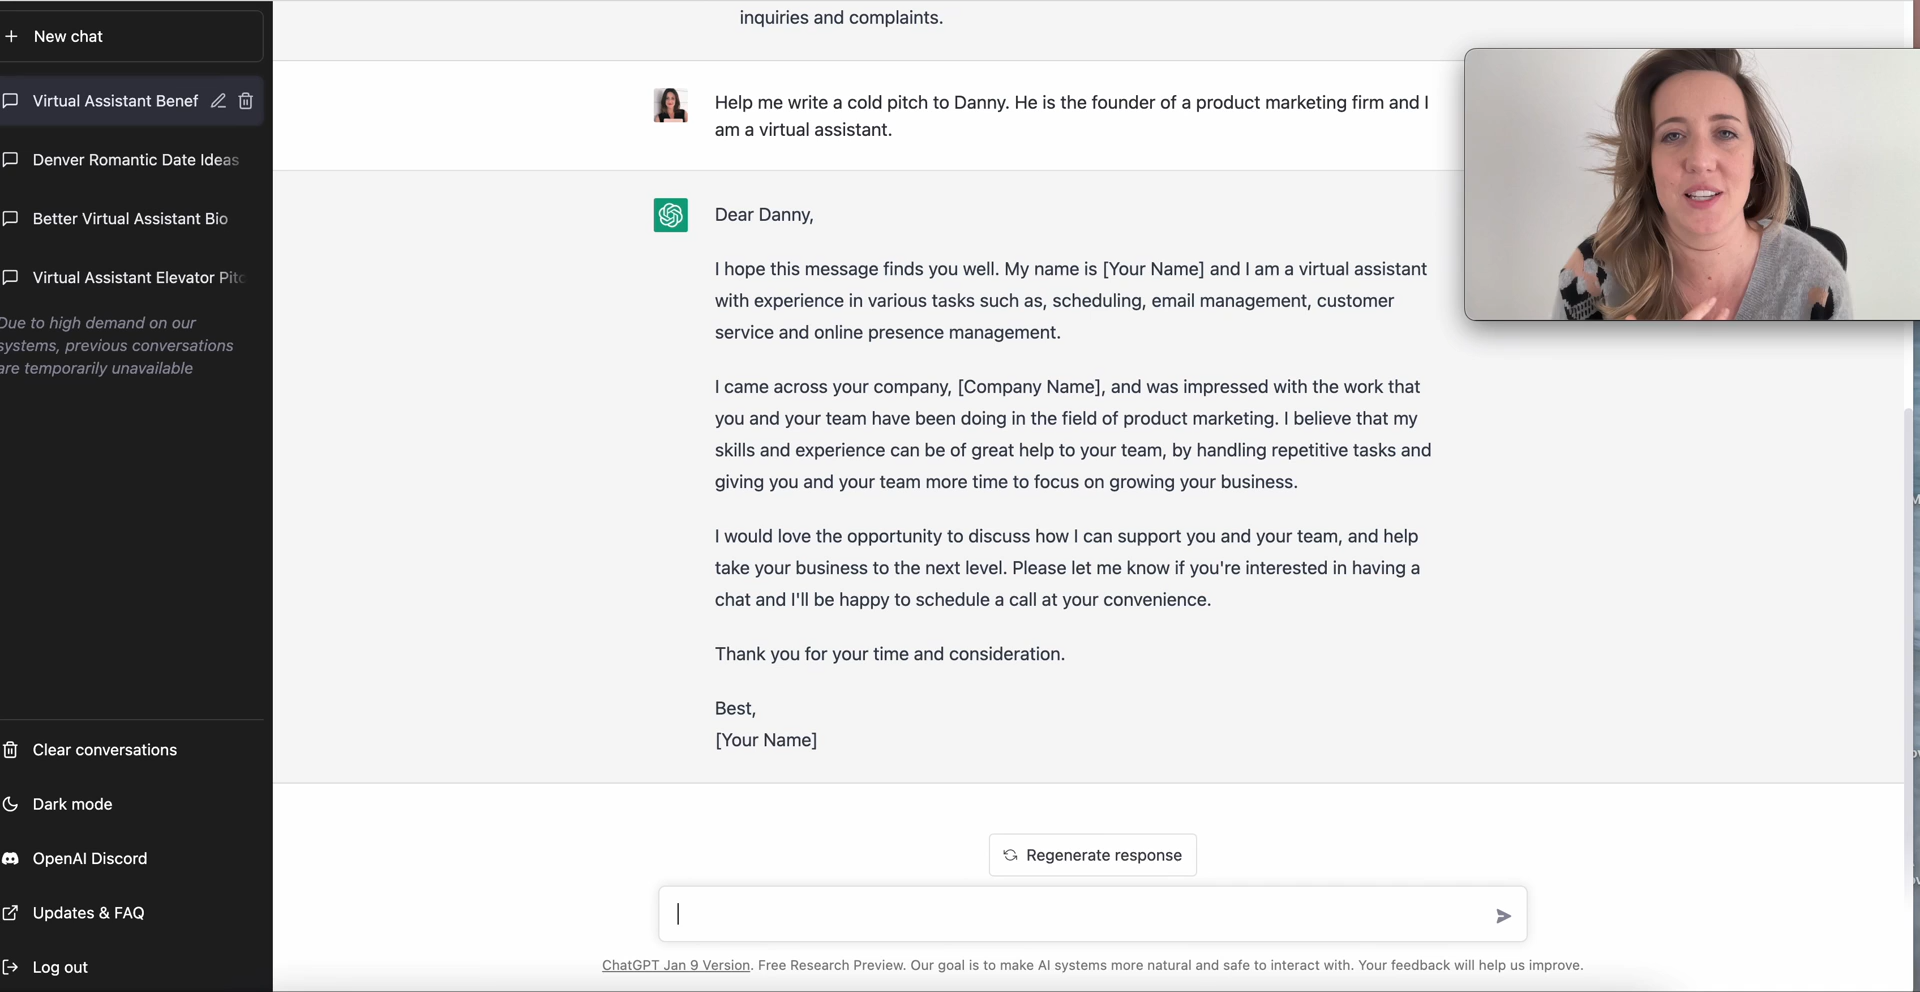 New chat
Virtual Assistant Benef
Denver Romantic Date Ideas
Better Virtual Assistant Bio
Virtual Assistant Elevator Pitc
Due to high demand on our
systems, previous conversations
are temporarily unavailable
Clear conversations
Dark mode
OpenAI Discord
Updates & FAQ
Log out
inquiries and complaints.
Help me write a cold pitch to Danny. He is the founder of a product marketing firm and I
am a virtual assistant.
Dear Danny,
I hope this message finds you well. My name is [Your Name] and I am a virtual assistant
with experience in various tasks such as, scheduling, email management, customer
service and online presence management.
I came across your company, [Company Name], and was impressed with the work that
you and your team have been doing in the field of product marketing. I believe that my
skills and experience can be of great help to your team, by handling repetitive tasks and
giving you and your team more time to focus on growing your business.
I would love the opportunity to discuss how I can support you and your team, and help
take your business to the next level. Please let me know if you're interested in having a
chat and I'll be happy to schedule a call at your convenience.
Thank you for your time and consideration.
Best,
[Your Name]
Regenerate response
ChatGPT Jan 9 Version. Free Research Preview. Our goal is to make AI systems more natural and safe to interact with. Your feedback will help us improve.